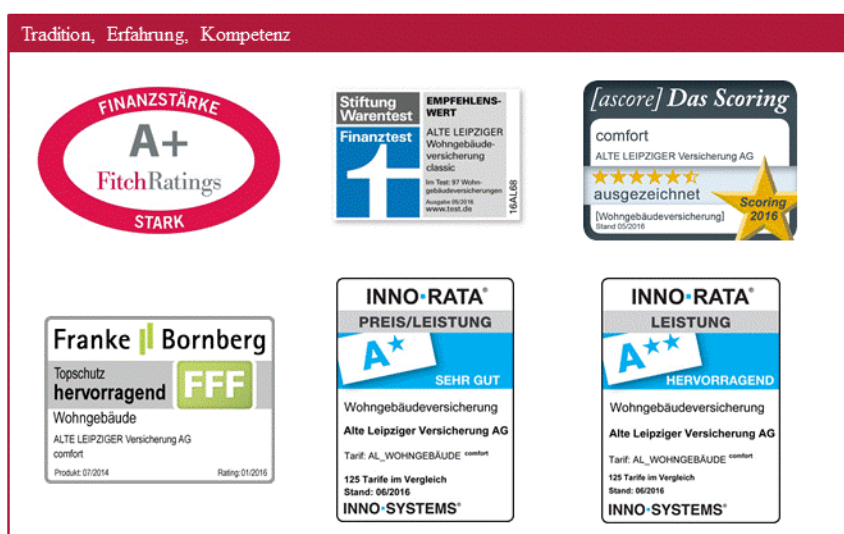 Tradition, Erfahrung, Kompetenz
FINANZSTÄRKE
A+
FitchRatings
STARK
Stiftung
Warentest
Finanztest
EMPFEHLENS-
WERT
ALTE LEIPZIGER
Wohngebäude-
versicherung
classic
Im Test: 97 Wohn-
gebäudeversicherungen
Ausgabe 05/2016
www.test.de
16AL68
[ascore] Das Scoring
comfort
ALTE LEIPZIGER Versicherung AG
ausgezeichnet
[Wohngebäudeversicherung]
Stand 05/2016
Scoring
2016
Franke Bornberg
Topschutz
hervorragend
FFF
Wohngebäude
ALTE LEIPZIGER Versicherung AG
comfort
Produkt: 07/2014 Rating: 01/2016
INNO•RATA®
PREIS/LEISTUNG
A★
SEHR GUT
Wohngebäudeversicherung
Alte Leipziger Versicherung AG
Tarif: AL_WOHNGEBÄUDE comfort
125 Tarife im Vergleich
Stand: 06/2016
INNO•SYSTEMS®
INNO•RATA®
LEISTUNG
A★★
HERVORRAGEND
Wohngebäudeversicherung
Alte Leipziger Versicherung AG
Tarif: AL_WOHNGEBÄUDE comfort
125 Tarife im Vergleich
Stand: 06/2016
INNO•SYSTEMS®